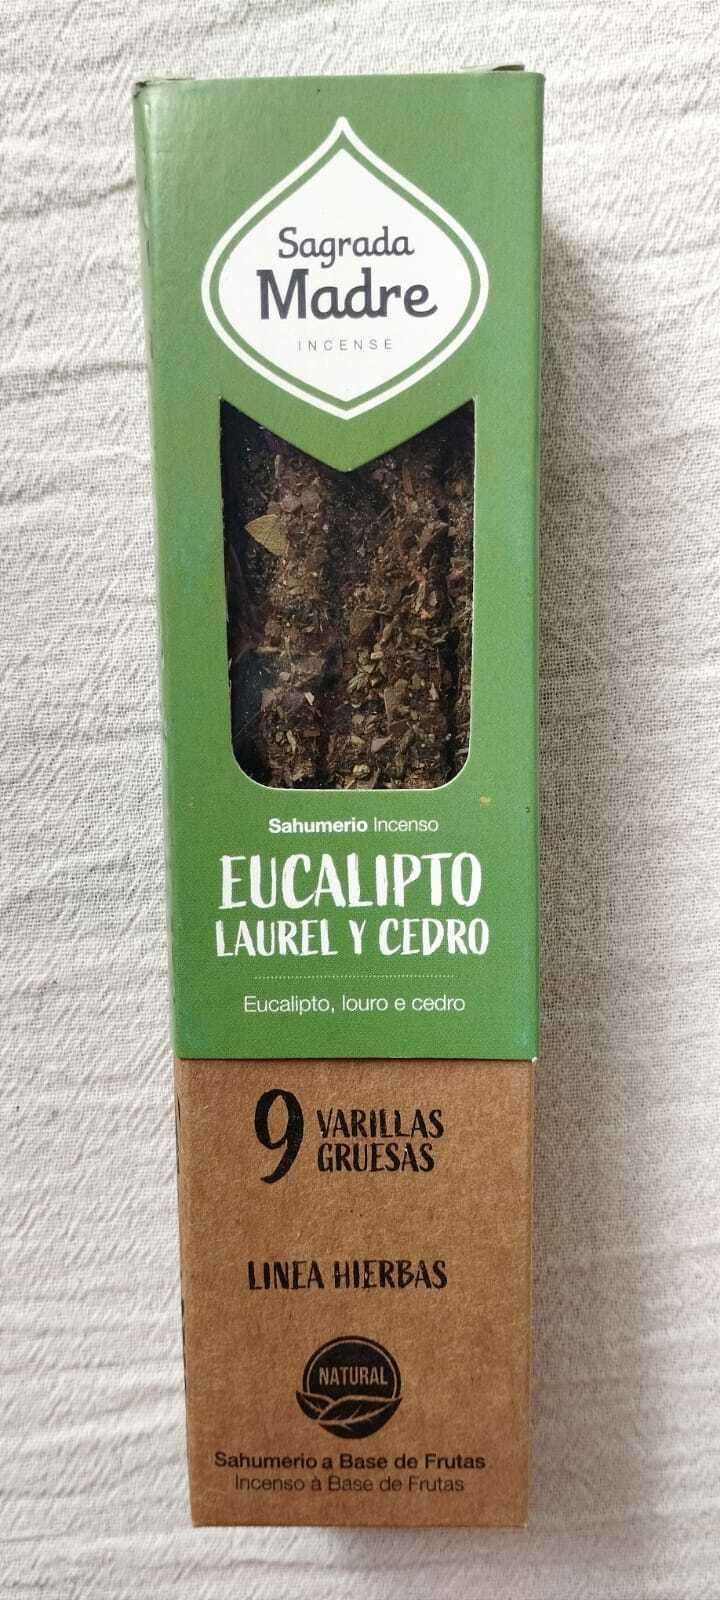 Sagrada
Madre
INCENSE
Sahumerio Incenso
EUCALIPTO
LAUREL Y CEDRO
Eucalipto, louro e cedro
9 VARILLAS
GRUESAS
LINEA HIERBAS
NATURAL
Sahumerio a Base de Frutas
Incenso à Base de Frutas